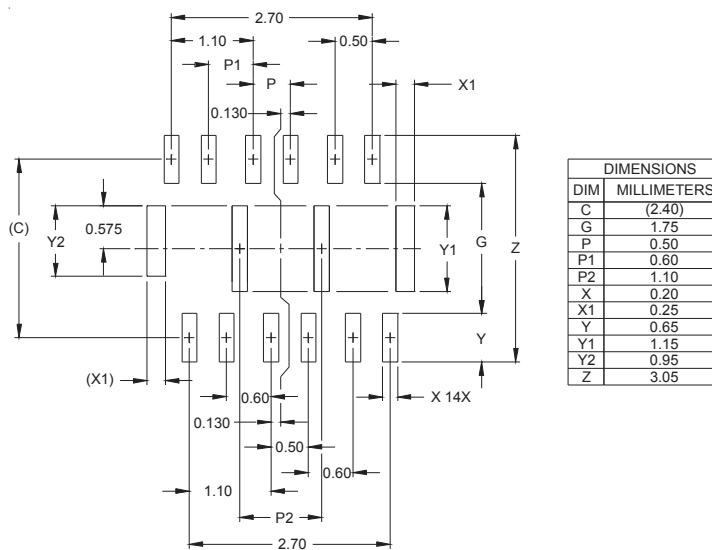 2.70
1.10
0.50
P1
P
X1
0.130
(C)
Y2
0.575
Y1
G
Z
Y
(X1)
0.60
X 14X
0.130
0.50
0.60
1.10
P2
2.70
DIMENSIONS
DIM MILLIMETERS
C (2.40)
G 1.75
P 0.50
P1 0.60
P2 1.10
X 0.20
X1 0.25
Y 0.65
Y1 1.15
Y2 0.95
Z 3.05